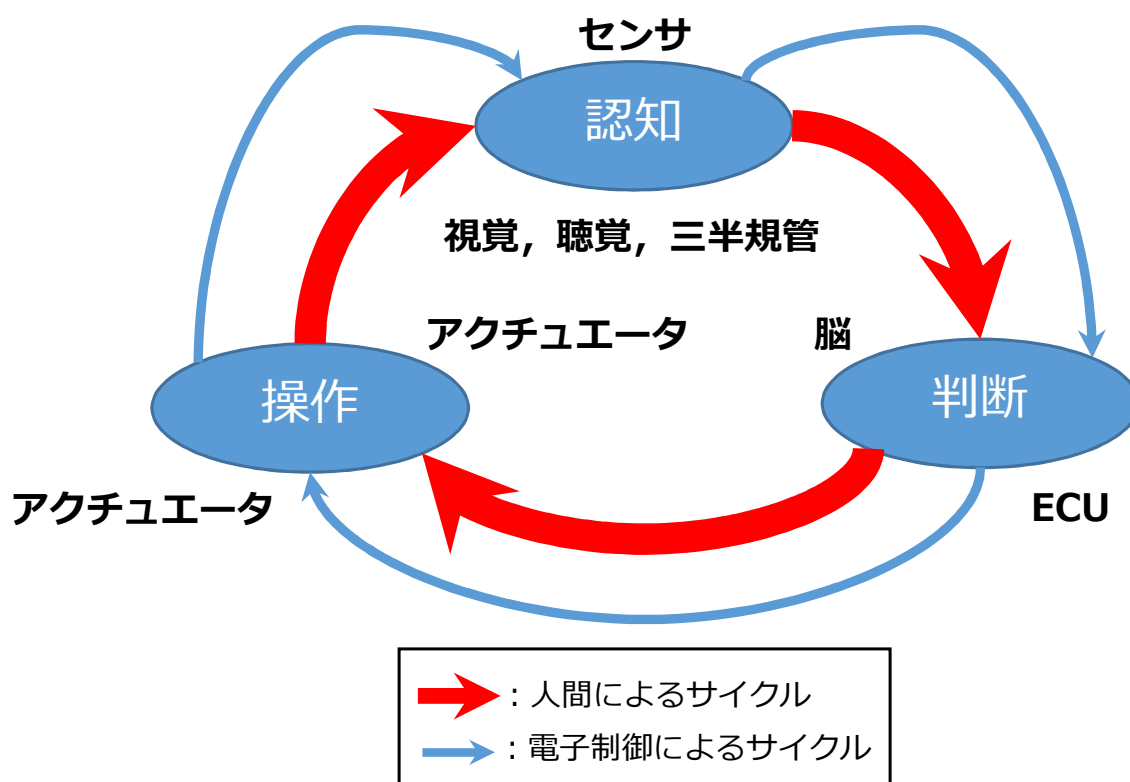 センサ
認知
視覚，聴覚，三半規管
アクチュエータ
脳
操作
判断
アクチュエータ
ECU
：人間によるサイクル
：電子制御によるサイクル